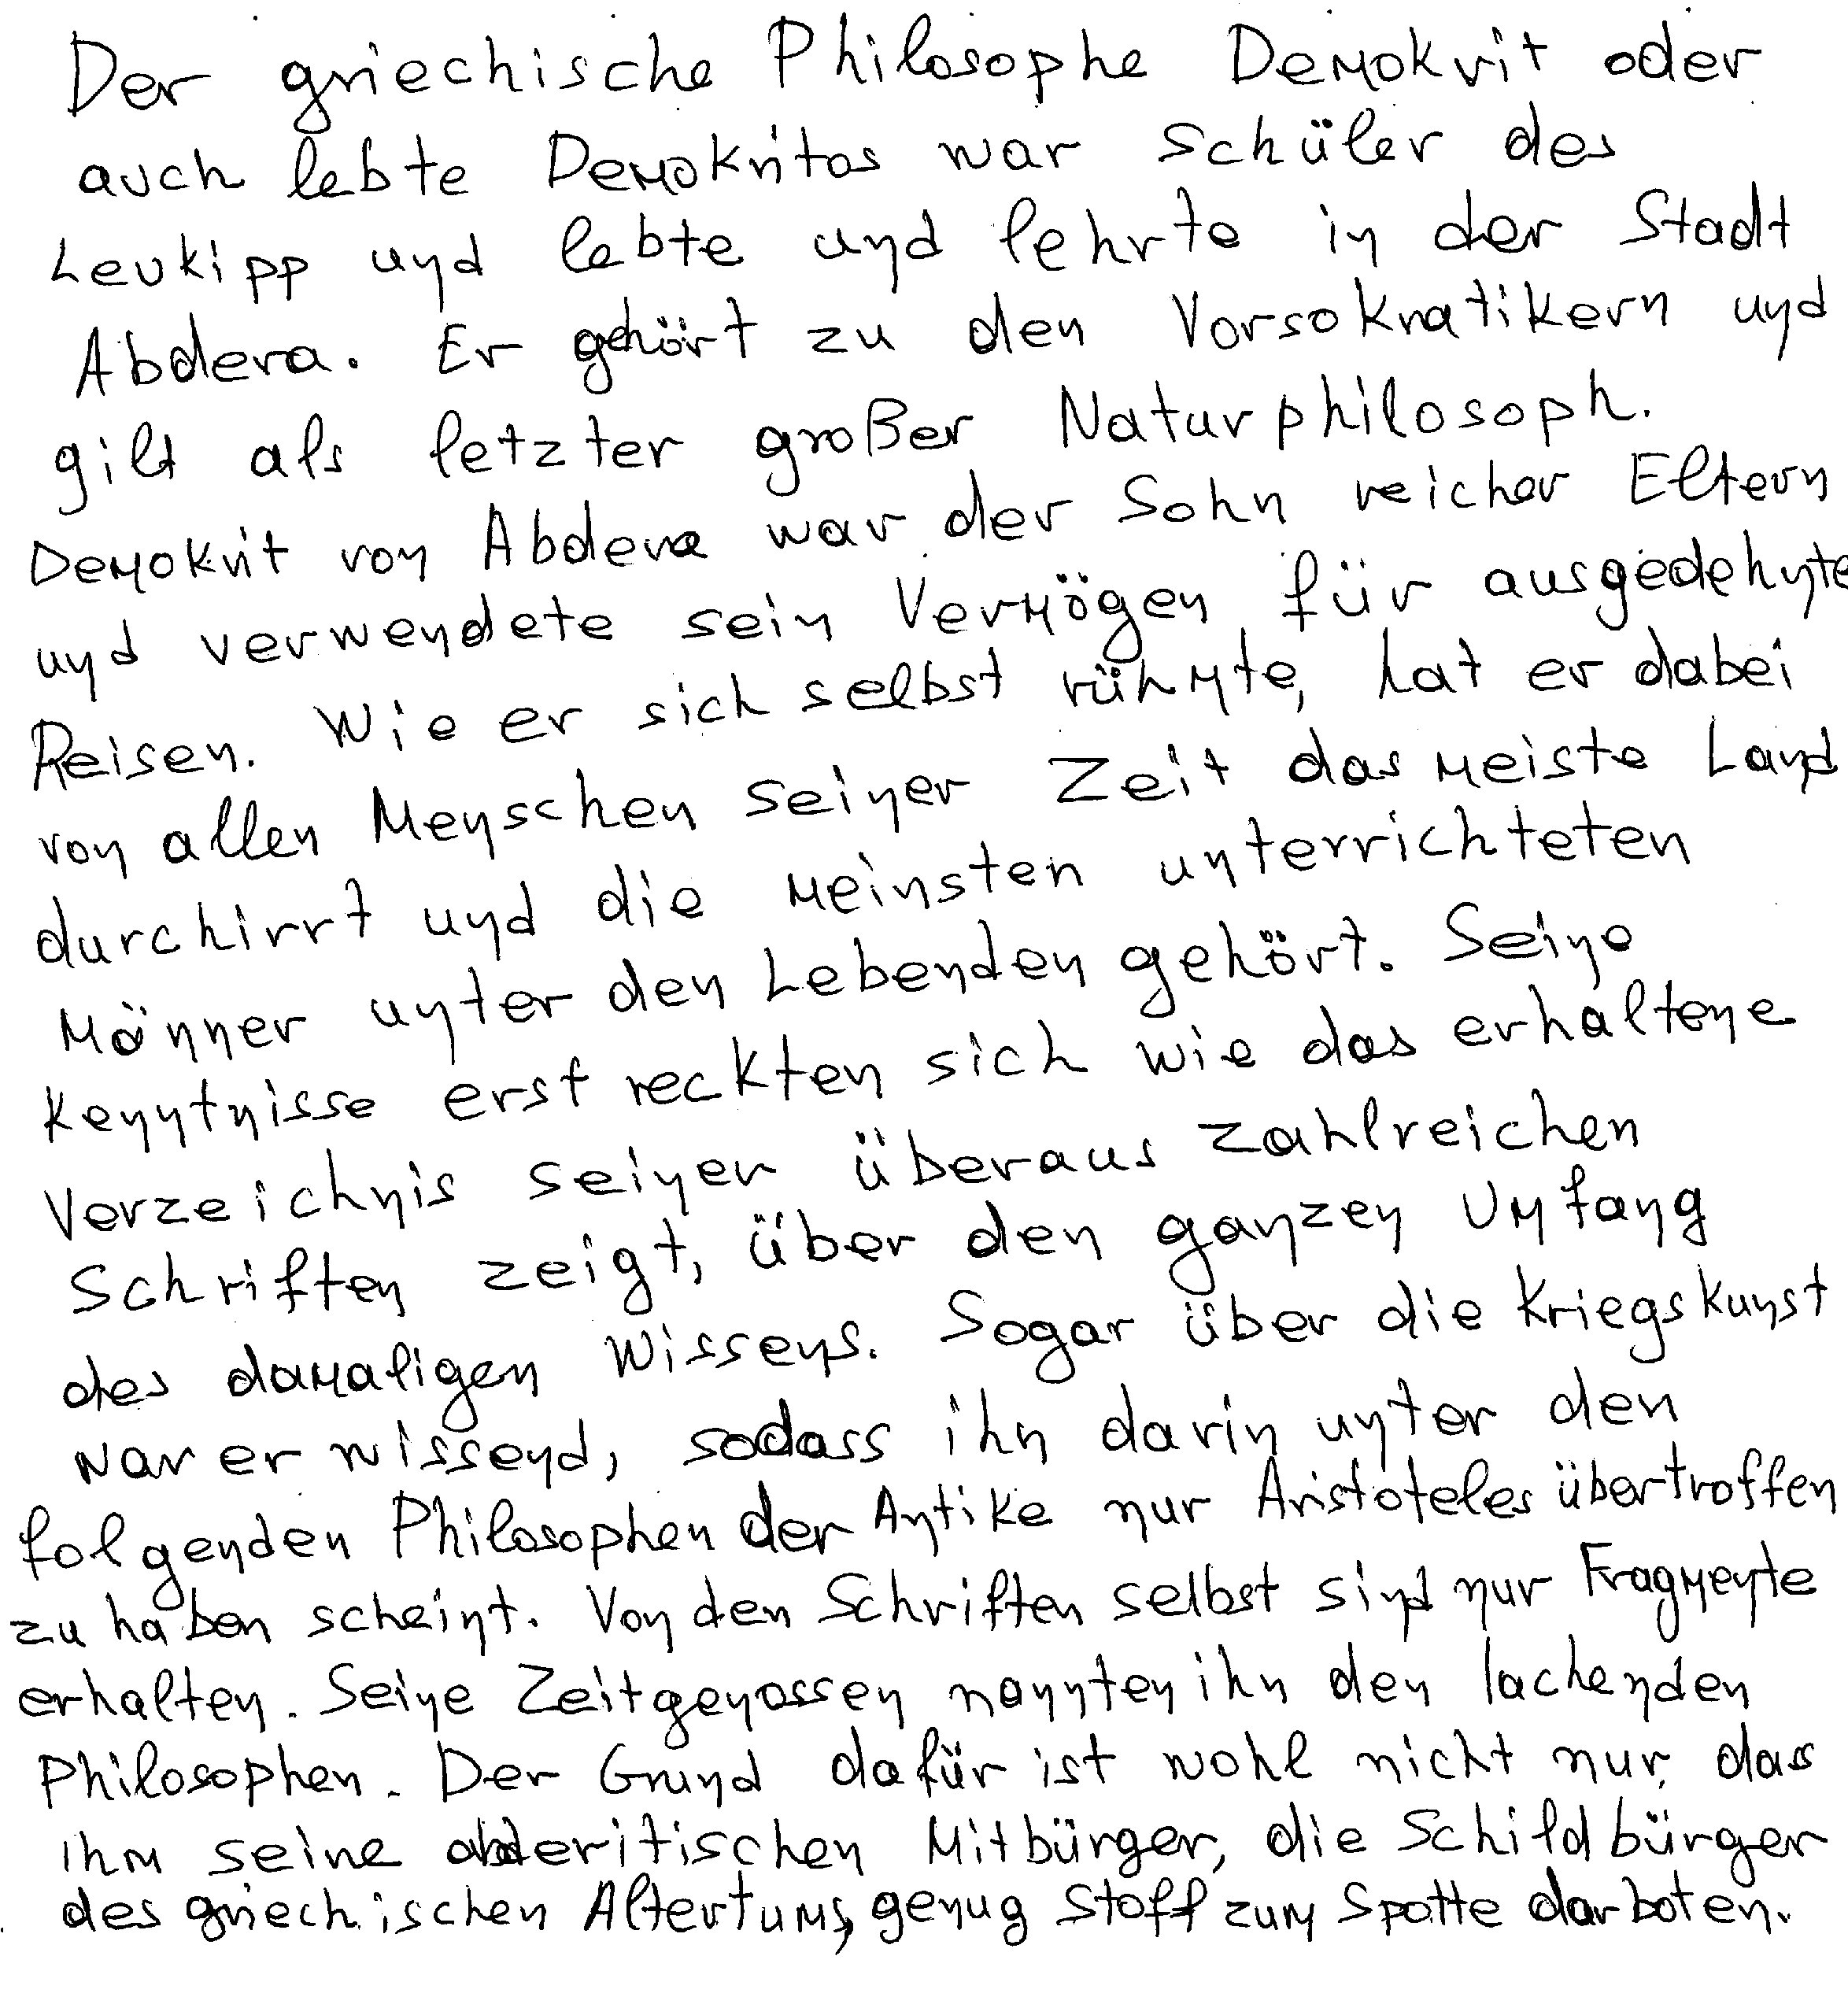 Der griechische Philosophe Demokrit oder
auch lebte Demokritos war Schüler des
Leukipp und lebte und lehrte in der Stadt
Abdera. Er gehört zu den Vorsokratikern und
gilt als letzter großer Naturphilosoph.
Demokrit von Abdera war der Sohn reicher Eltern
und verwendete sein Vermögen für ausgedehnte
Reisen. Wie er sich selbst rühmte, hat er dabei
von allen Menschen seiner Zeit das meiste Land
durchirrt und die meinsten unterrichteten
Männer unter den Lebenden gehört. Seine
Kenntnisse erst reckten sich wie das erhaltene
Verzeichnis seiner überaus zahlreichen
Schriften zeigt, über den ganzen Umfang
des damaligen Wissens. Sogar über die Kriegskunst
war er wissend, sodass ihn darin unter den
folgenden Philosophen der Antike nur Aristoteles übertroffen
zu haben scheint. Von den Schriften selbst sind nur Fragmente
erhalten. Seine Zeitgenossen nannten ihn den lachenden
Philosophen. Der Grund dafür ist wohl nicht nur, das
ihm seine abderitischen Mitbürger, die Schildbürger
des griechischen Altertums, genug Stoff zum Spotte darboten.